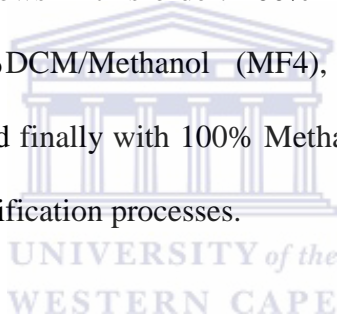 DCM/Methanol (MF4),
d finally with 100% Metha
ification processes.
UNIVERSITY of the
WESTERN CAPE